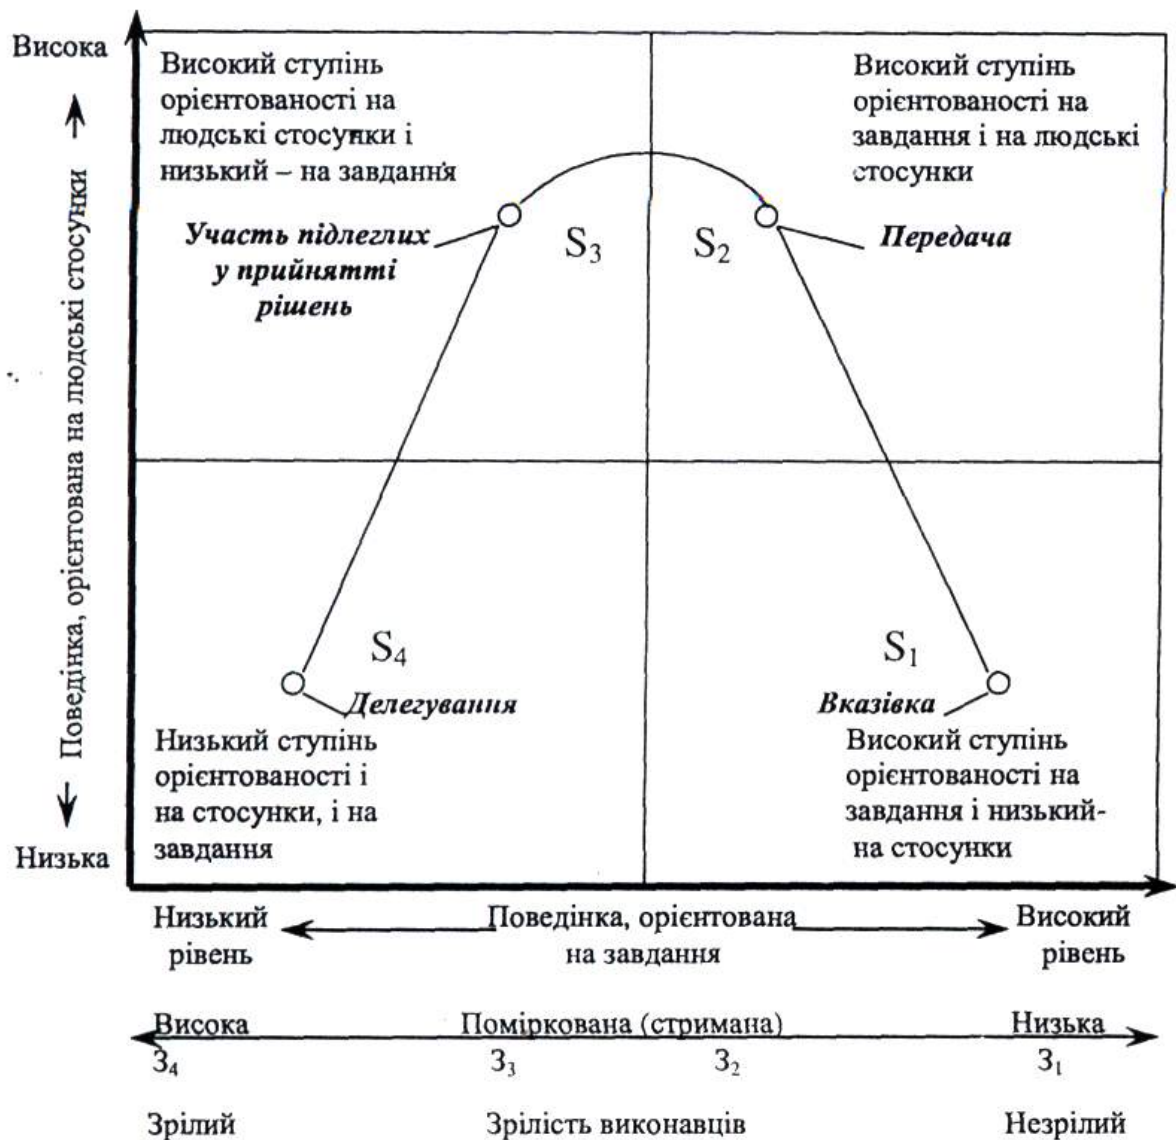 Висока
Високий ступінь
орієнтованості на
людські стосунки і
низький – на завдання
Високий ступінь
орієнтованості на
завдання і на людські
стосунки
Участь підлеглих
у прийнятті
рішень
S₃
S₂
Передача
Поведінка, орієнтована на людські стосунки
S₄
S₁
Делегування
Вказівка
Низький ступінь
орієнтованості і
на стосунки, і на
завдання
Високий ступінь
орієнтованості на
завдання і низький-
на стосунки
Низька
Низький
рівень
Поведінка, орієнтована
на завдання
Високий
рівень
Висока
Поміркована (стримана)
Низька
З₄
З₃
З₂
З₁
Зрілий
Зрілість виконавців
Незрілий